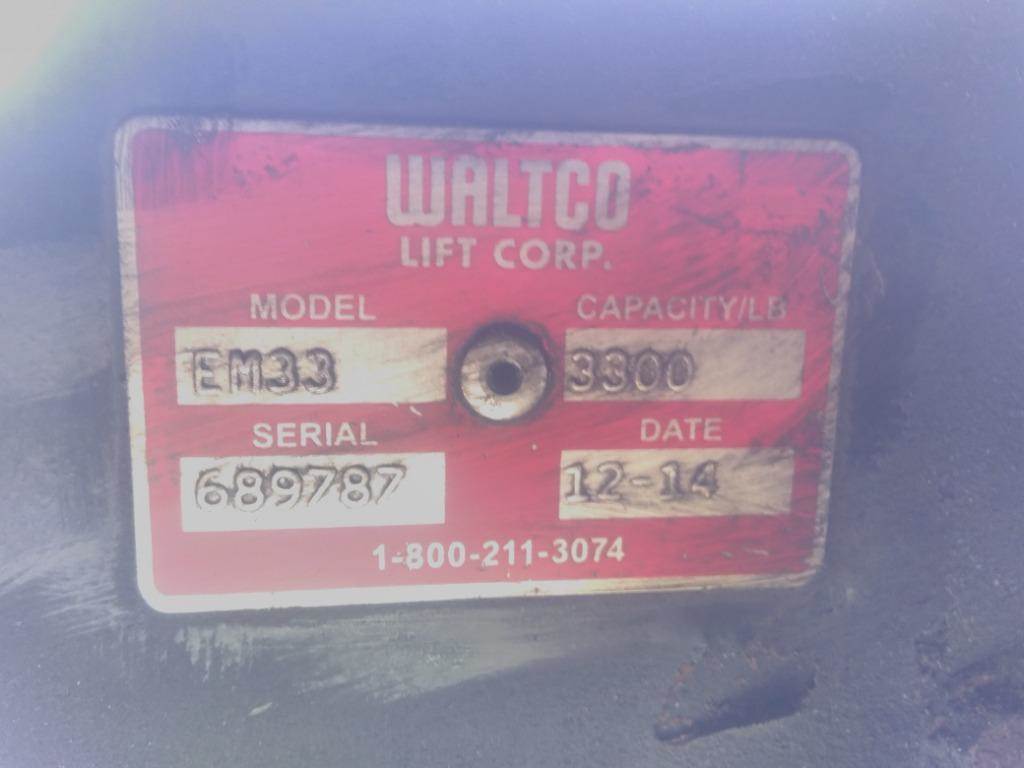 WALTCO
LIFT CORP.
MODEL CAPACITY/LB
EM33 3300
SERIAL DATE
689787 12-14
1-800-211-3074